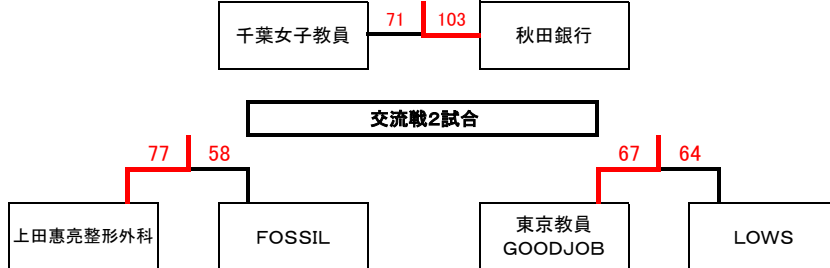 71 103
千葉女子教員
秋田銀行
交流戦2試合
77 58
67 64
上田惠亮整形外科
FOSSIL
東京教員
GOODJOB
LOWS